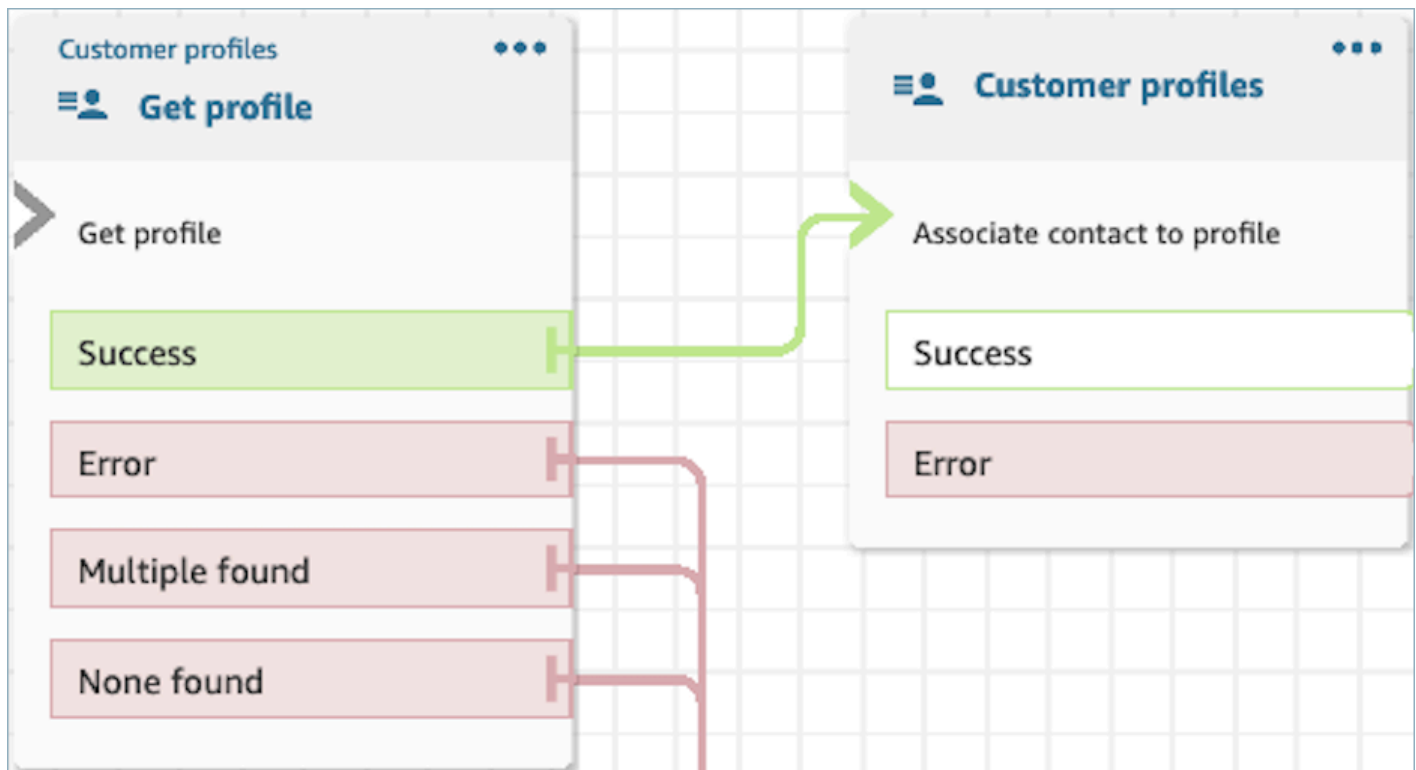 Customer profiles
Get profile
Get profile
Success
Error
Multiple found
None found
Customer profiles
Associate contact to profile
Success
Error